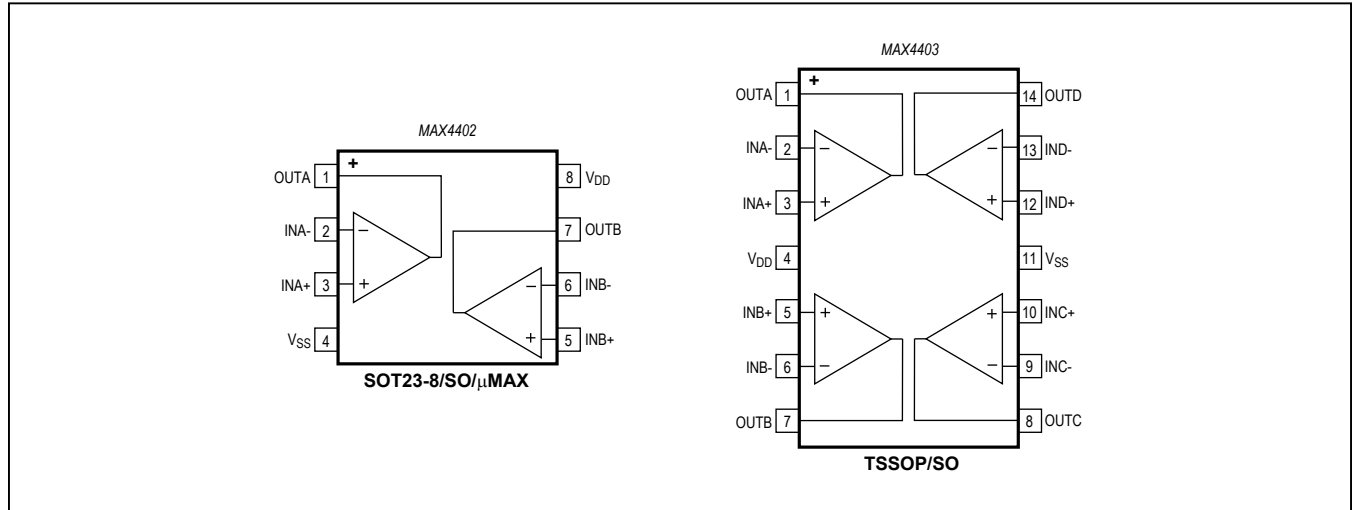 MAX4402
+
OUTA 1
8 VDD
INA- 2 −
7 OUTB
INA+ 3 +
− 6 INB-
VSS 4
+ 5 INB+
SOT23-8/SO/µMAX
MAX4403
+
OUTA 1
14 OUTD
INA- 2 −
− 13 IND-
INA+ 3 +
+ 12 IND+
VDD 4
11 VSS
INB+ 5 +
+ 10 INC+
INB- 6 −
− 9 INC-
OUTB 7
8 OUTC
TSSOP/SO